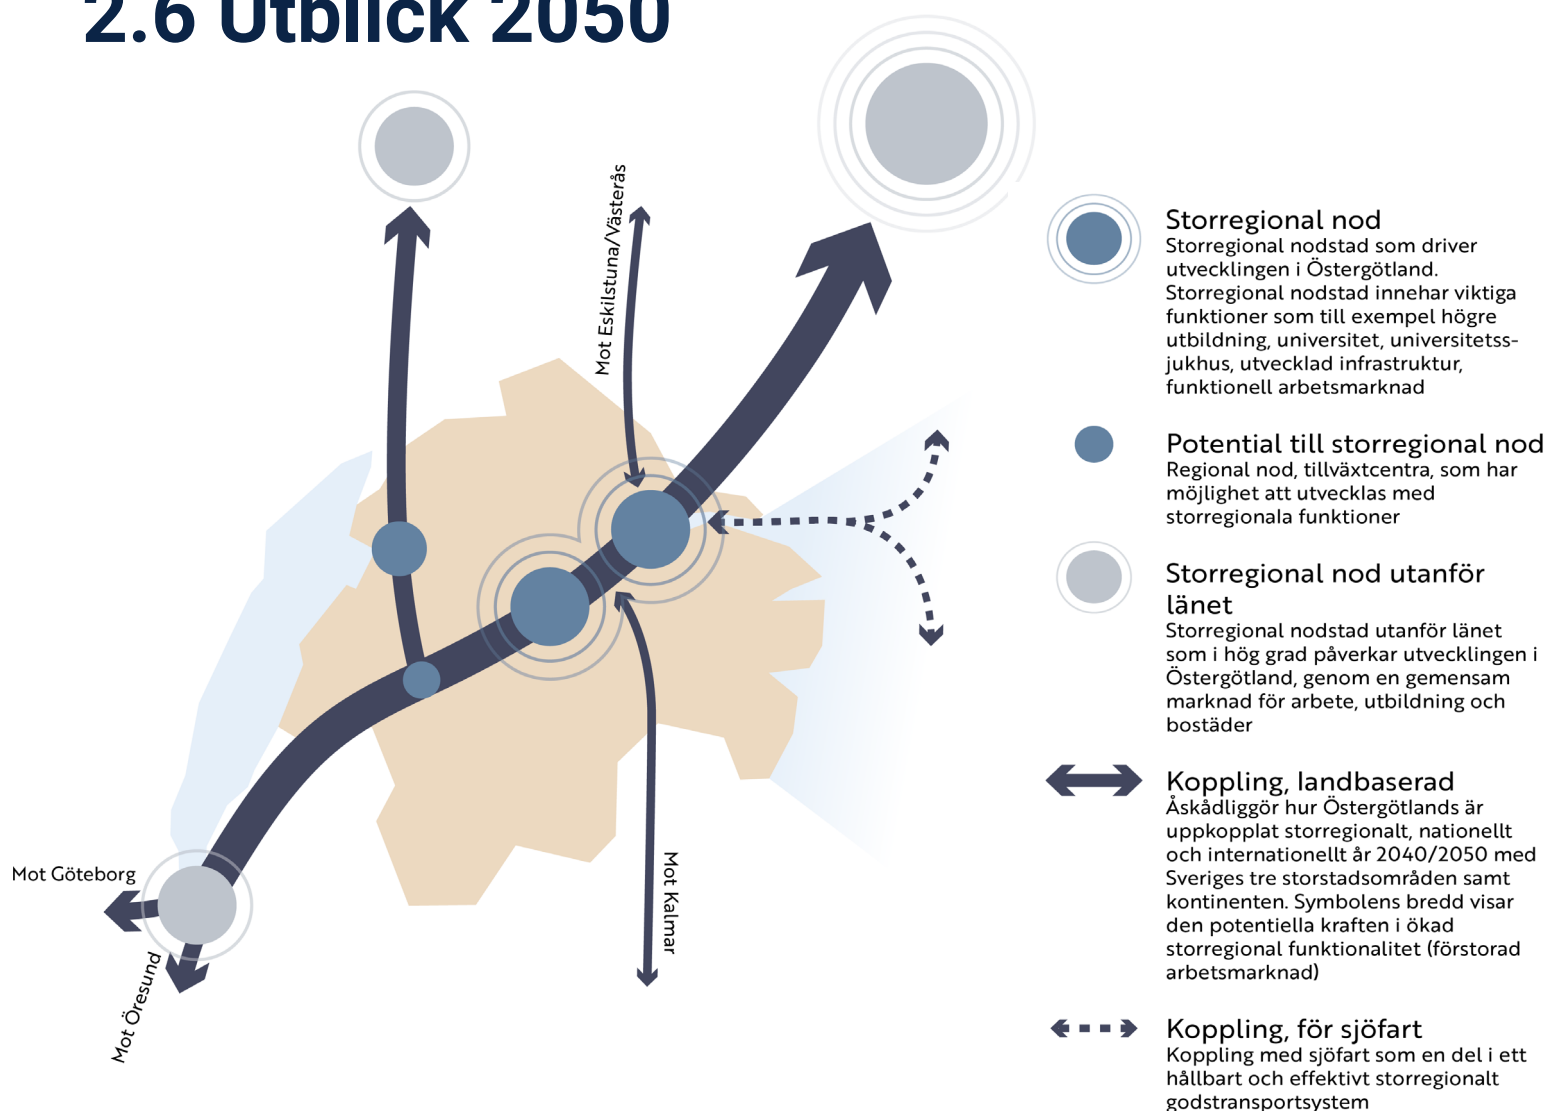 2.6 Utblick 2050
Mot Eskilstuna/Västerås
Mot Göteborg
Mot Öresund
Mot Kalmar
Storregional nod
Storregional nodstad som driver
utvecklingen i Östergötland.
Storregional nodstad innehar viktiga
funktioner som till exempel högre
utbildning, universitet, universitetss-
jukhus, utvecklad infrastruktur,
funktionell arbetsmarknad
Potential till storregional nod
Regional nod, tillväxtcentra, som har
möjlighet att utvecklas med
storregionala funktioner
Storregional nod utanför
länet
Storregional nodstad utanför länet
som i hög grad påverkar utvecklingen i
Östergötland, genom en gemensam
marknad för arbete, utbildning och
bostäder
Koppling, landbaserad
Åskådliggör hur Östergötlands är
uppkopplat storregionalt, nationellt
och internationellt år 2040/2050 med
Sveriges tre storstadsområden samt
kontinenten. Symbolens bredd visar
den potentiella kraften i ökad
storregional funktionalitet (förstorad
arbetsmarknad)
Koppling, för sjöfart
Koppling med sjöfart som en del i ett
hållbart och effektivt storregionalt
godstransportsystem